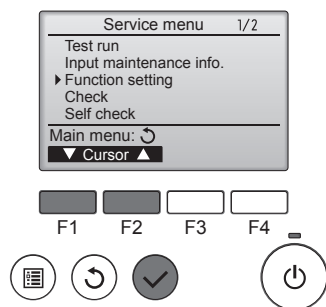 Service menu 1/2
Test run
Input maintenance info.
Function setting
Check
Self check
Main menu:
Cursor
F1 F2 F3 F4